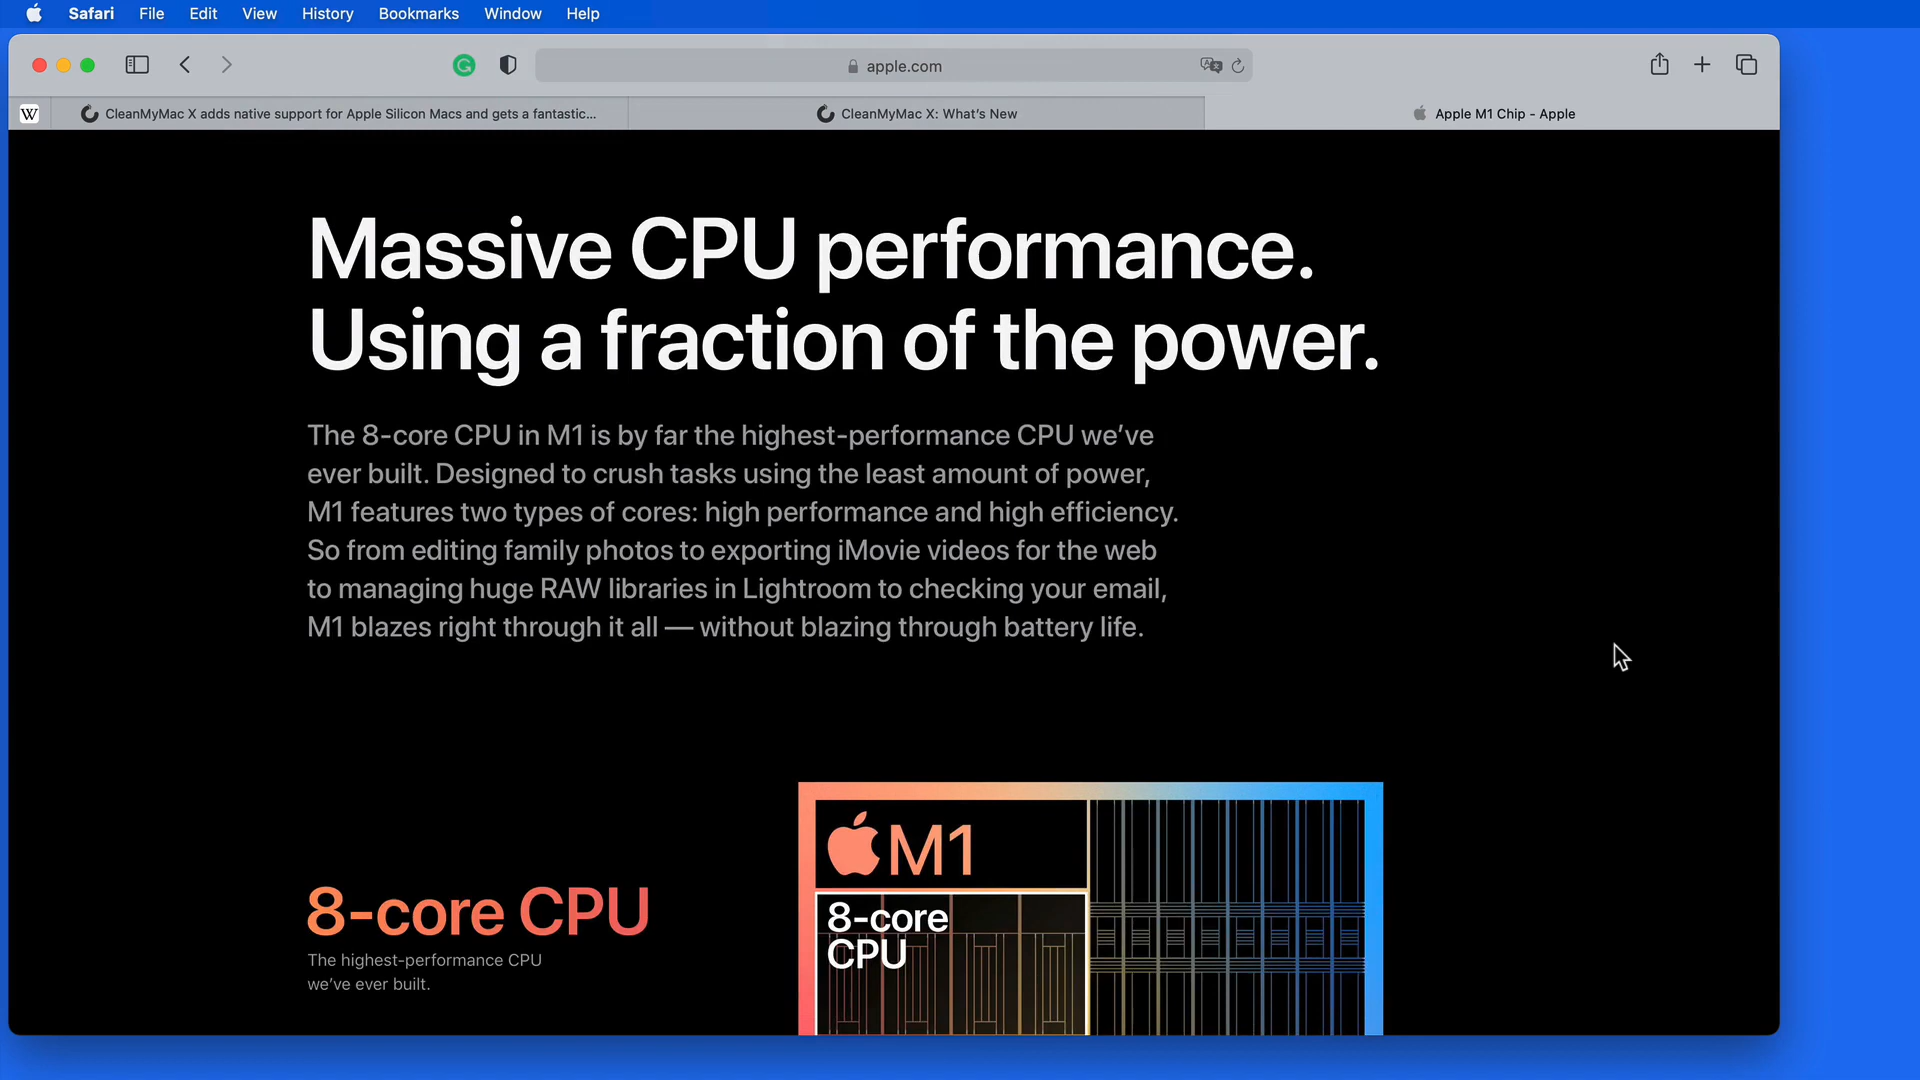 Safari File Edit View History Bookmarks Window Help
apple.com
W CleanMyMac X adds native support for Apple Silicon Macs and gets a fantastic... CleanMyMac X: What’s New Apple M1 Chip - Apple
Massive CPU performance.
Using a fraction of the power.
The 8-core CPU in M1 is by far the highest-performance CPU we’ve
ever built. Designed to crush tasks using the least amount of power,
M1 features two types of cores: high performance and high efficiency.
So from editing family photos to exporting iMovie videos for the web
to managing huge RAW libraries in Lightroom to checking your email,
M1 blazes right through it all — without blazing through battery life.
M1
8-core CPU
The highest-performance CPU
we’ve ever built.
8-core
CPU